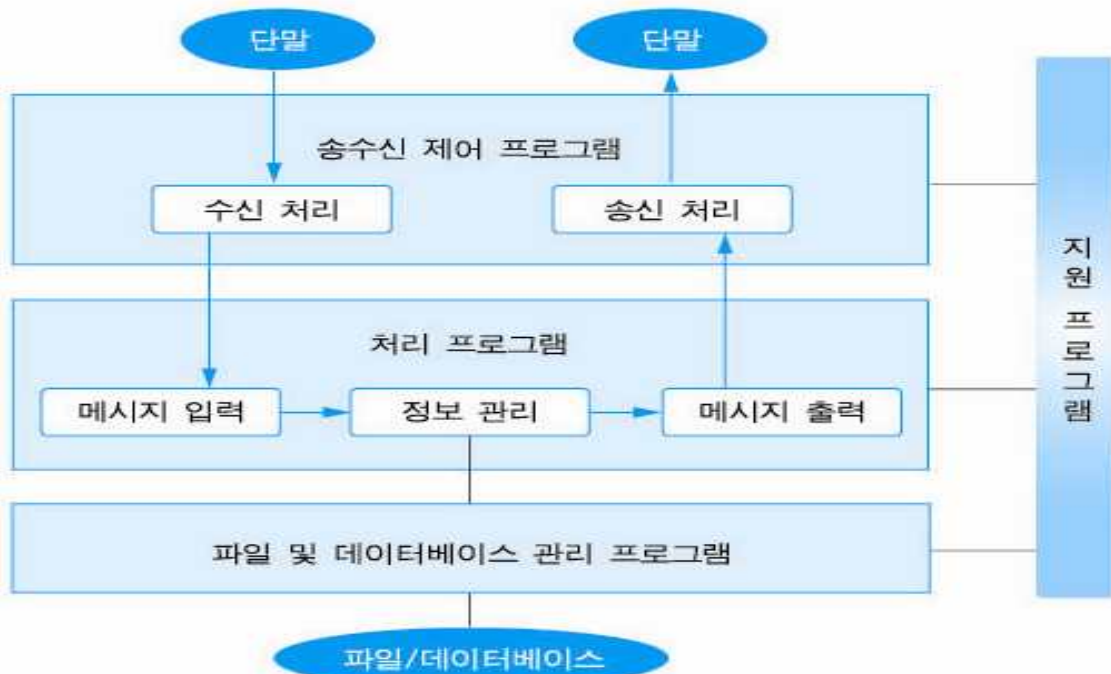 단말
단말
송수신 제어 프로그램
수신 처리
송신 처리
처리 프로그램
메시지 입력
정보 관리
메시지 출력
파일 및 데이터베이스 관리 프로그램
파일/데이터베이스
지원 프로그램